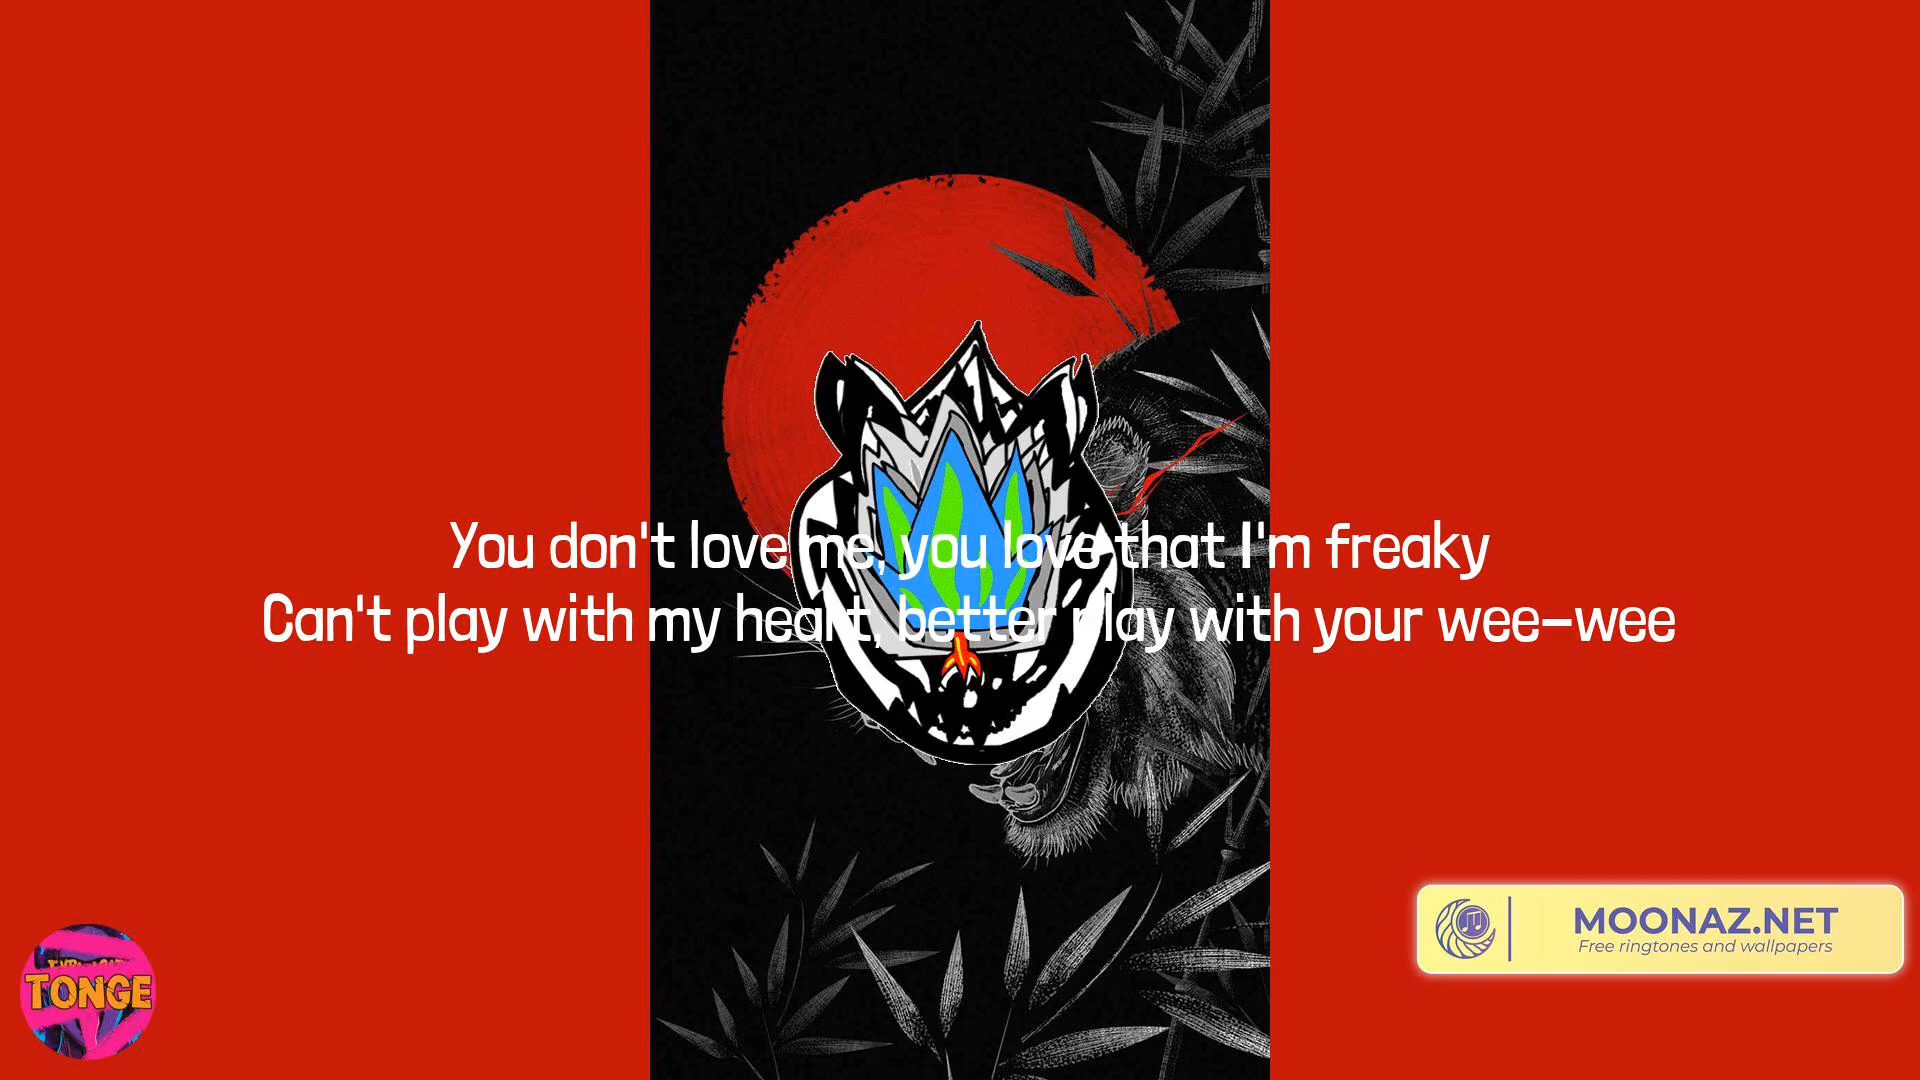 You don't love me, you love that I'm freaky
Can't play with my heart, better play with your wee-wee
TONGE
MOONAZ.NET
Free ringtones and wallpapers